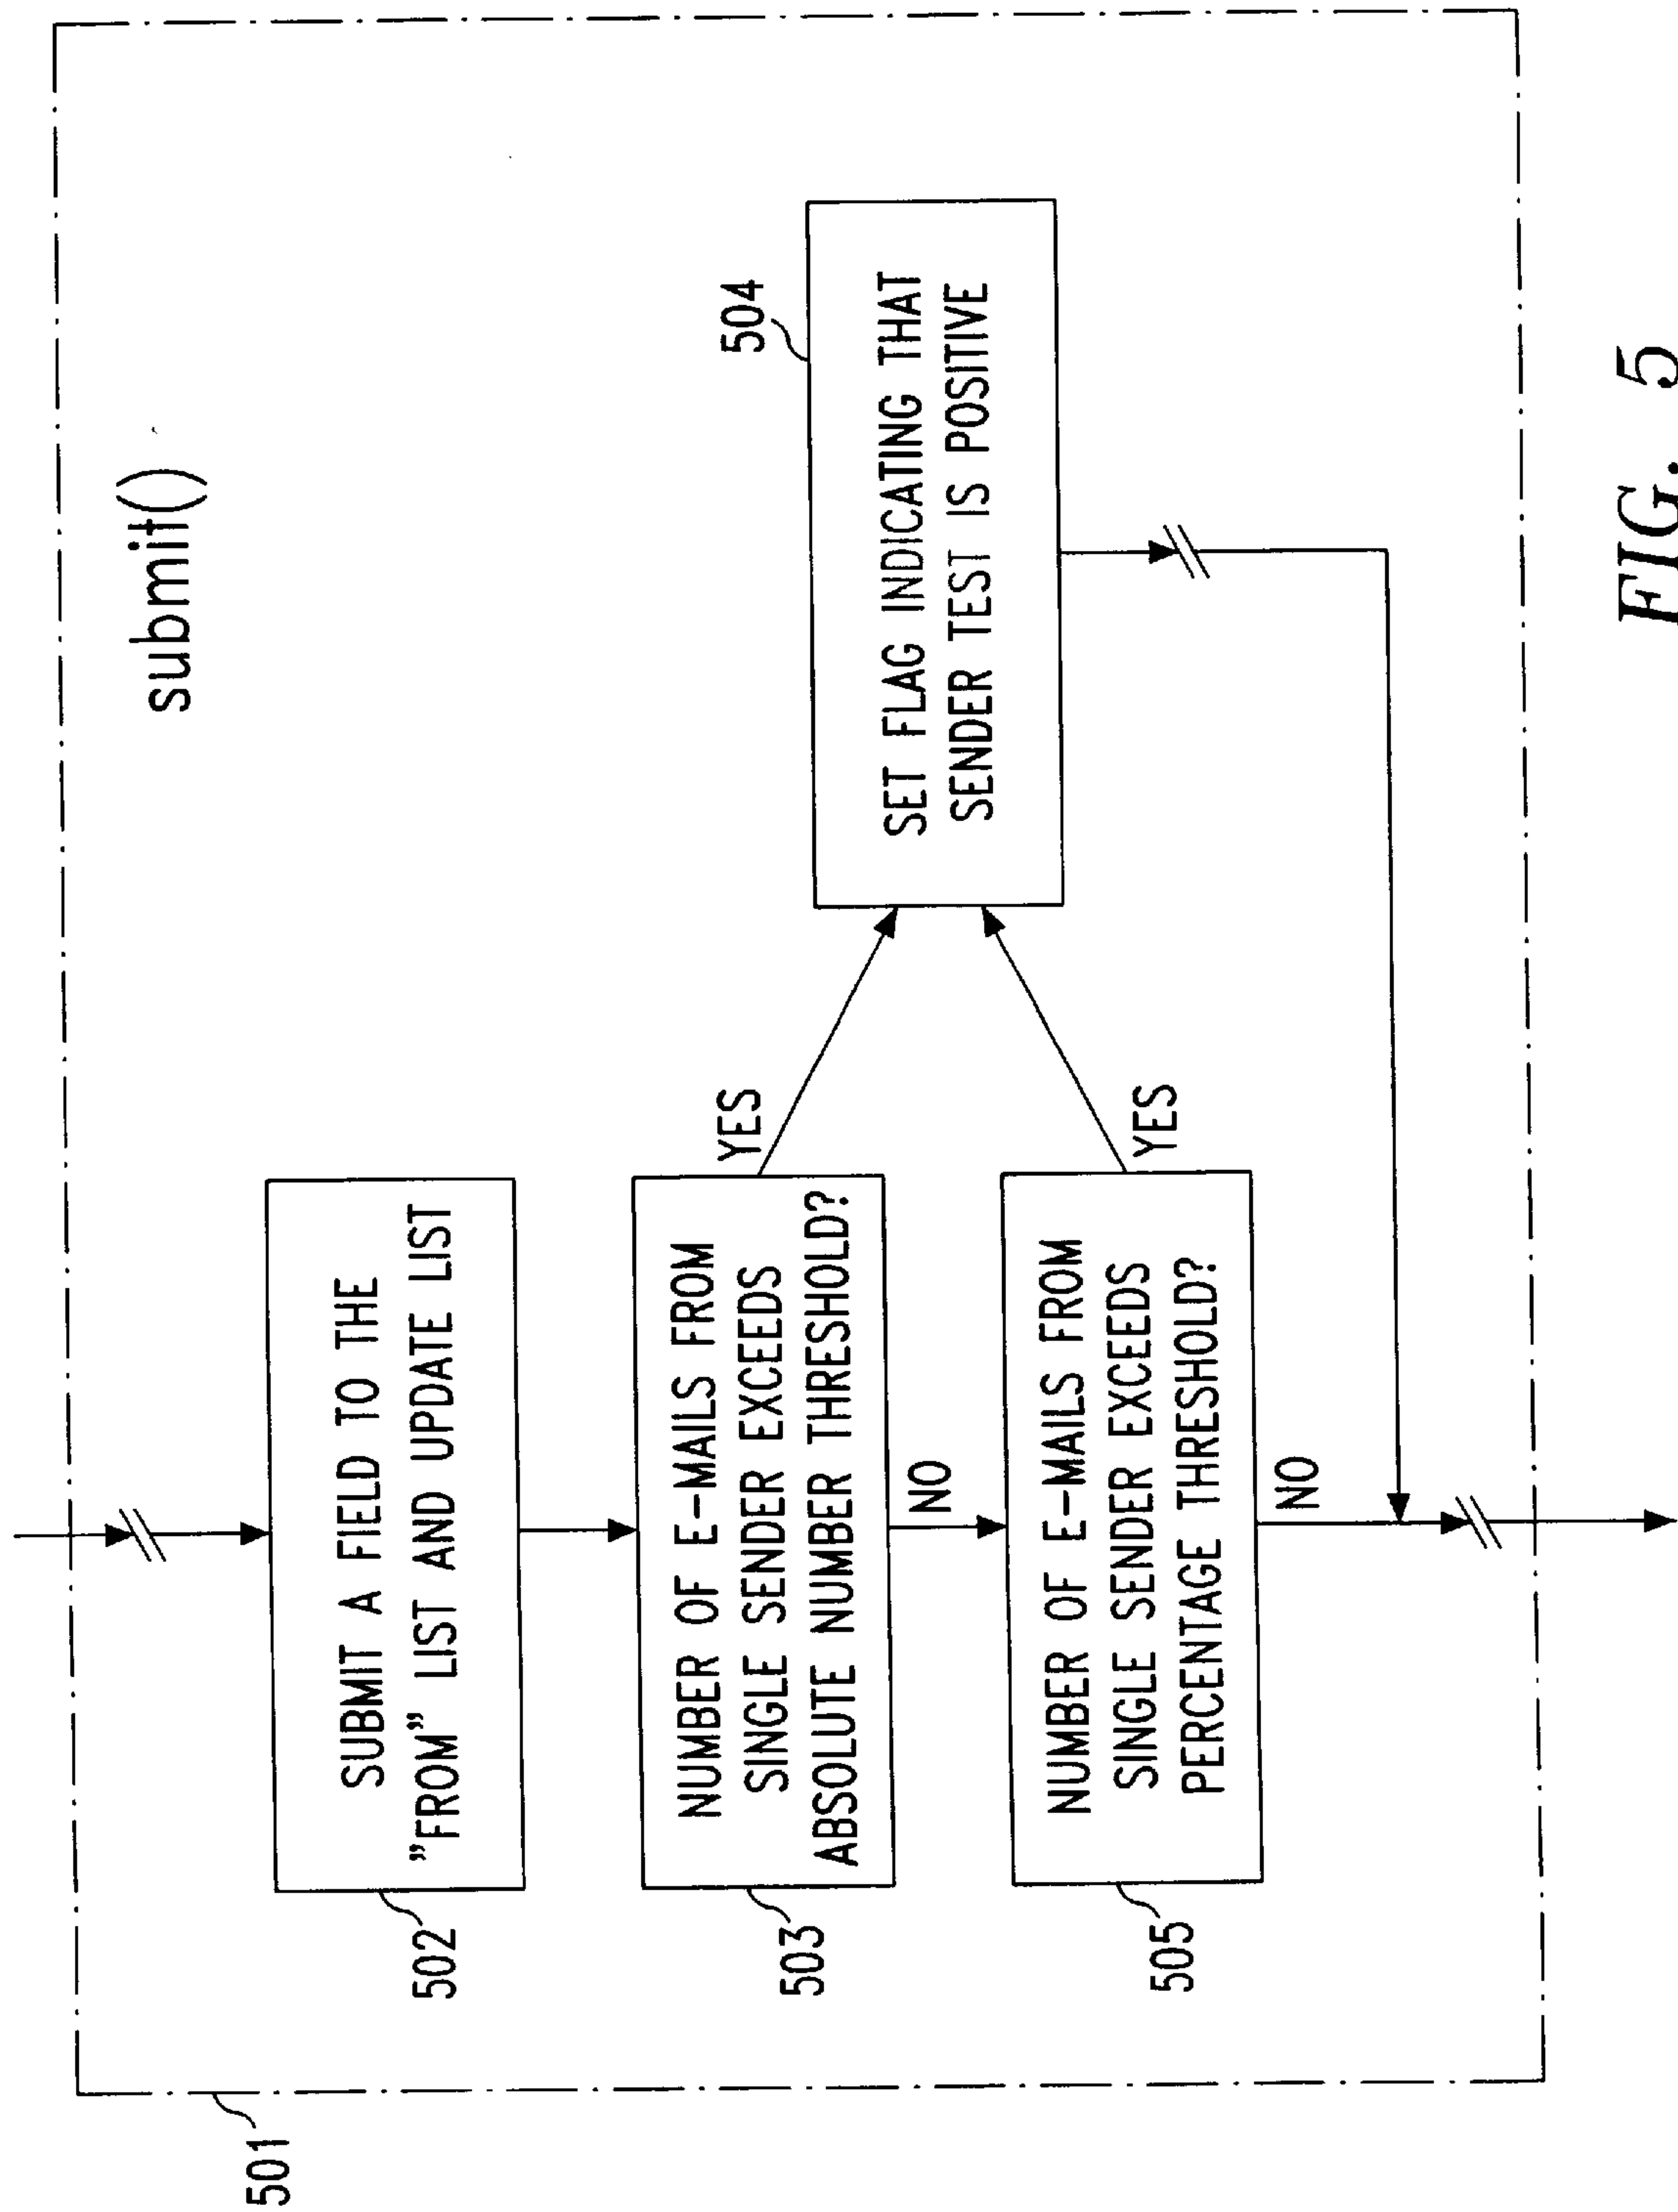 submit()
501
502
SUBMIT A FIELD TO THE
"FROM" LIST AND UPDATE LIST
503
NUMBER OF E-MAILS FROM
SINGLE SENDER EXCEEDS
ABSOLUTE NUMBER THRESHOLD?
YES
NO
504
SET FLAG INDICATING THAT
SENDER TEST IS POSITIVE
505
NUMBER OF E-MAILS FROM
SINGLE SENDER EXCEEDS
PERCENTAGE THRESHOLD?
YES
NO
FIG. 5